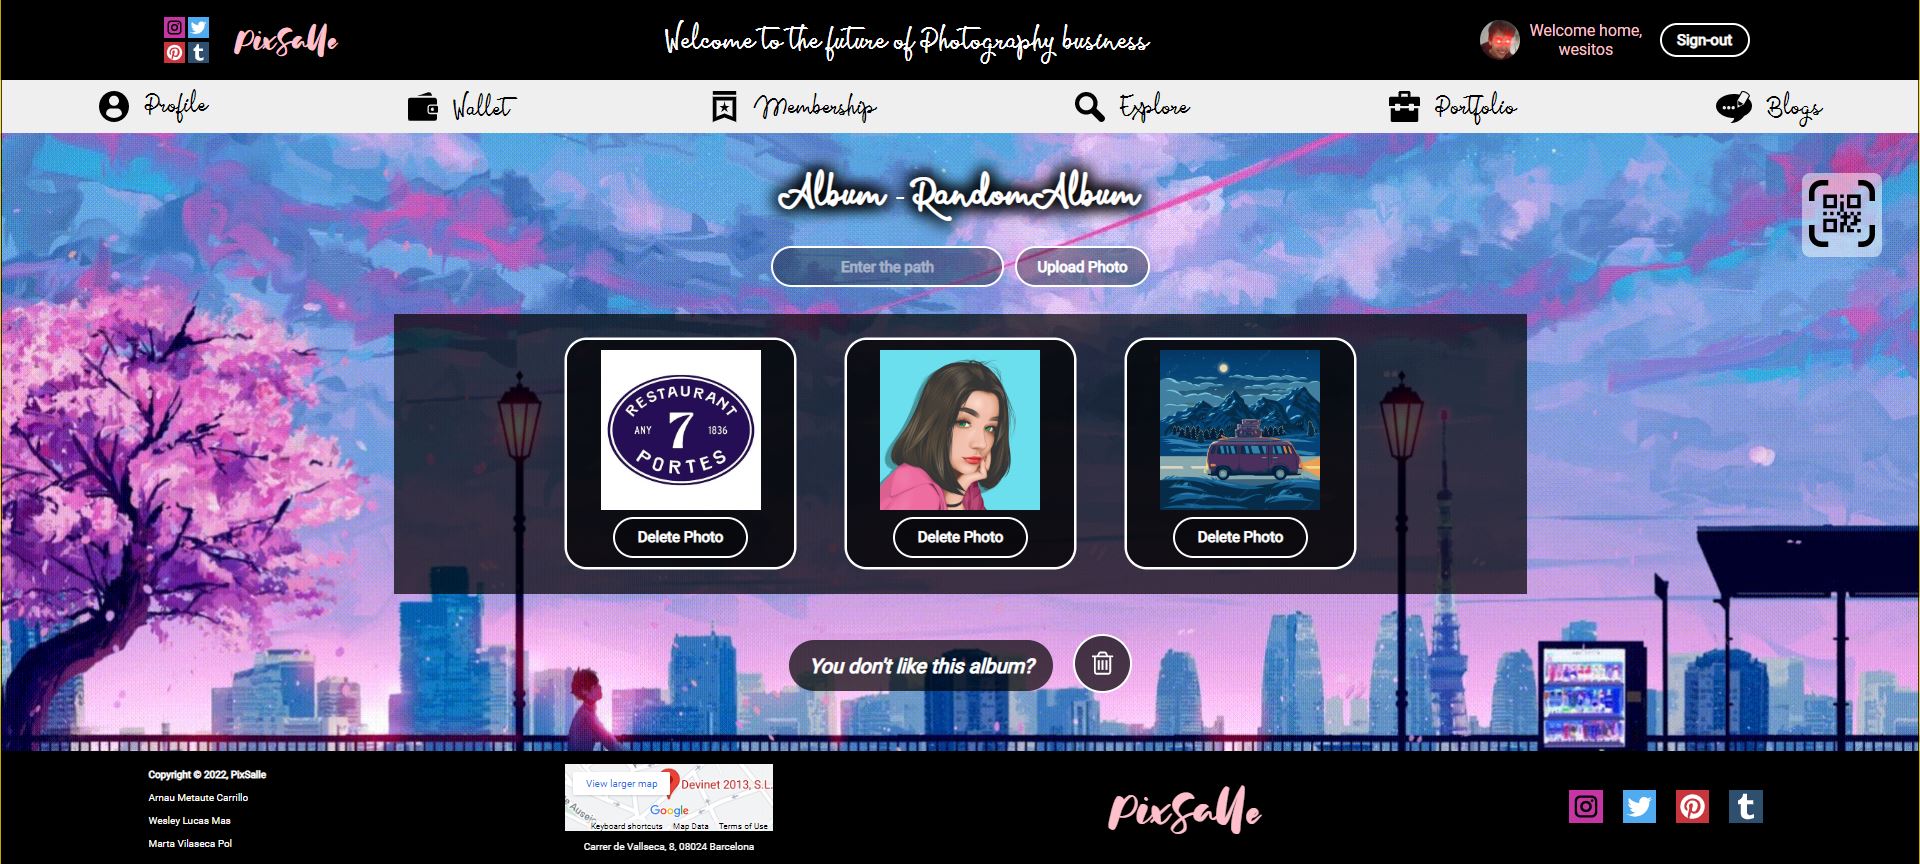 PixSalle
Welcome to the future of Photography business
Welcome home,
wesitos
Sign-out
Profile
Wallet
Membership
Explore
Portfolio
Blogs
Album - RandomAlbum
Enter the path
Upload Photo
RESTAURANT
ANY 7 1836
PORTES
Delete Photo
Delete Photo
Delete Photo
You don't like this album?
Copyright © 2022, PixSalle
Arnau Metaute Carrillo
Wesley Lucas Mas
Marta Vilaseca Pol
View larger map
Devinet 2013, S.L.
Google
Keyboard shortcuts Map Data Terms of Use
Carrer de Vallseca, 8, 08024 Barcelona
PixSalle